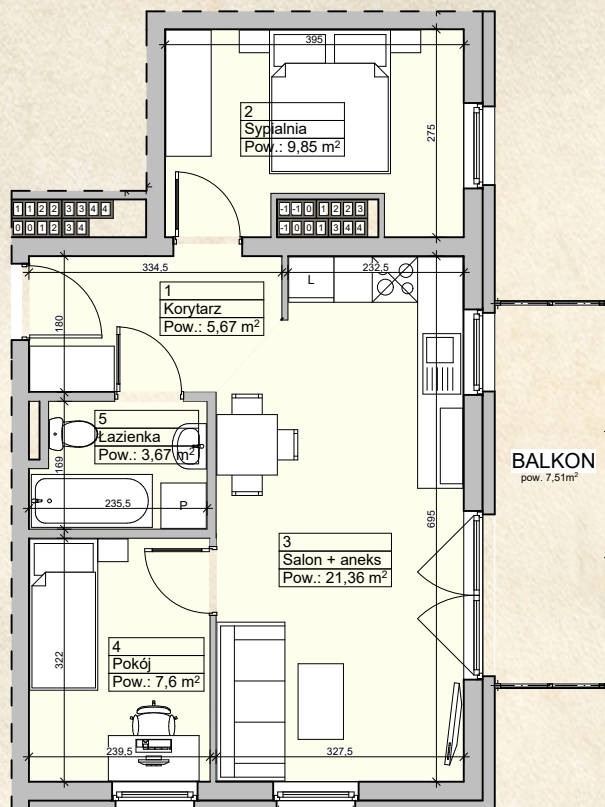 395
2
Sypialnia
Pow.: 9,85 m²
275
1 1 2 2 3 3 4 4
0 0 1 2 3 4
-1 -1 0 1 2 2 3
-1 0 0 1 3 4 4
334,5
232,5
L
1
Korytarz
Pow.: 5,67 m²
180
5
Łazienka
Pow.: 3,67 m²
169
235,5
P
BALKON
pow. 7,51m²
695
3
Salon + aneks
Pow.: 21,36 m²
4
Pokój
Pow.: 7,6 m²
322
239,5
327,5